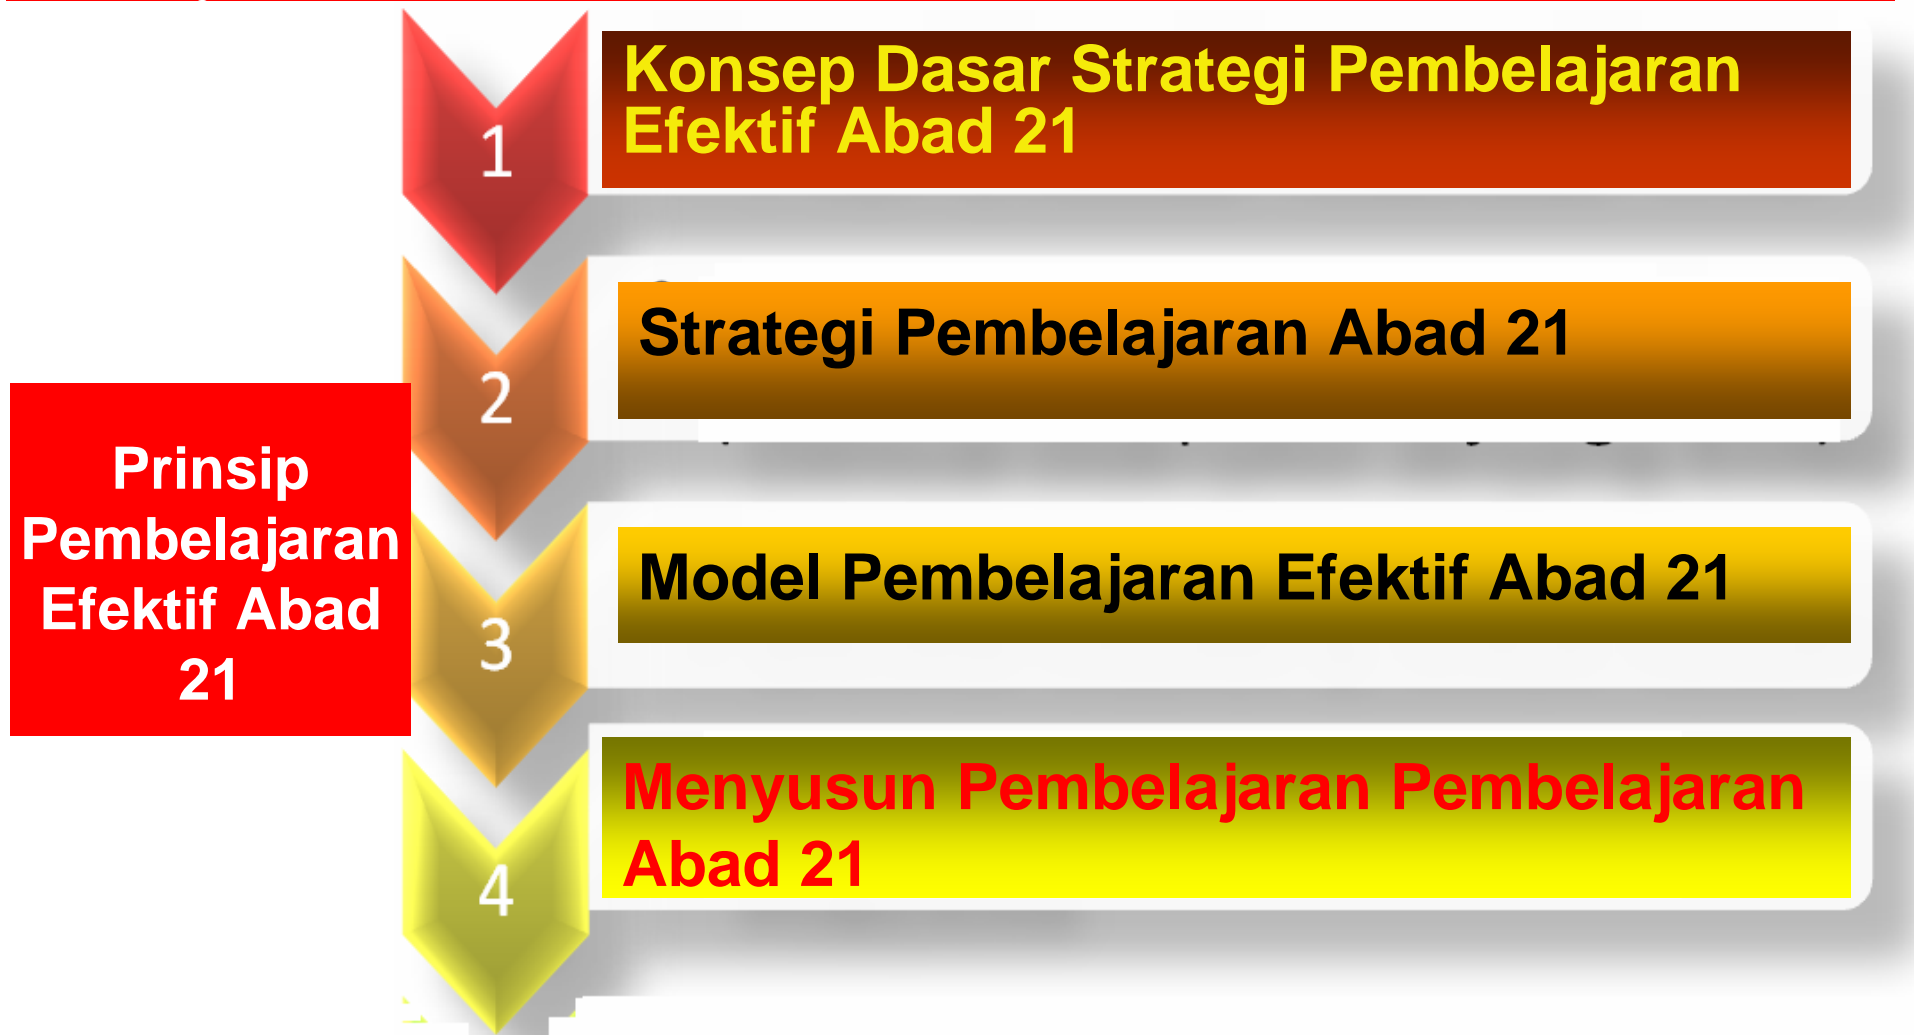 Prinsip
Pembelajaran
Efektif Abad
21
1
Konsep Dasar Strategi Pembelajaran
Efektif Abad 21
2
Strategi Pembelajaran Abad 21
3
Model Pembelajaran Efektif Abad 21
4
Menyusun Pembelajaran Pembelajaran
Abad 21